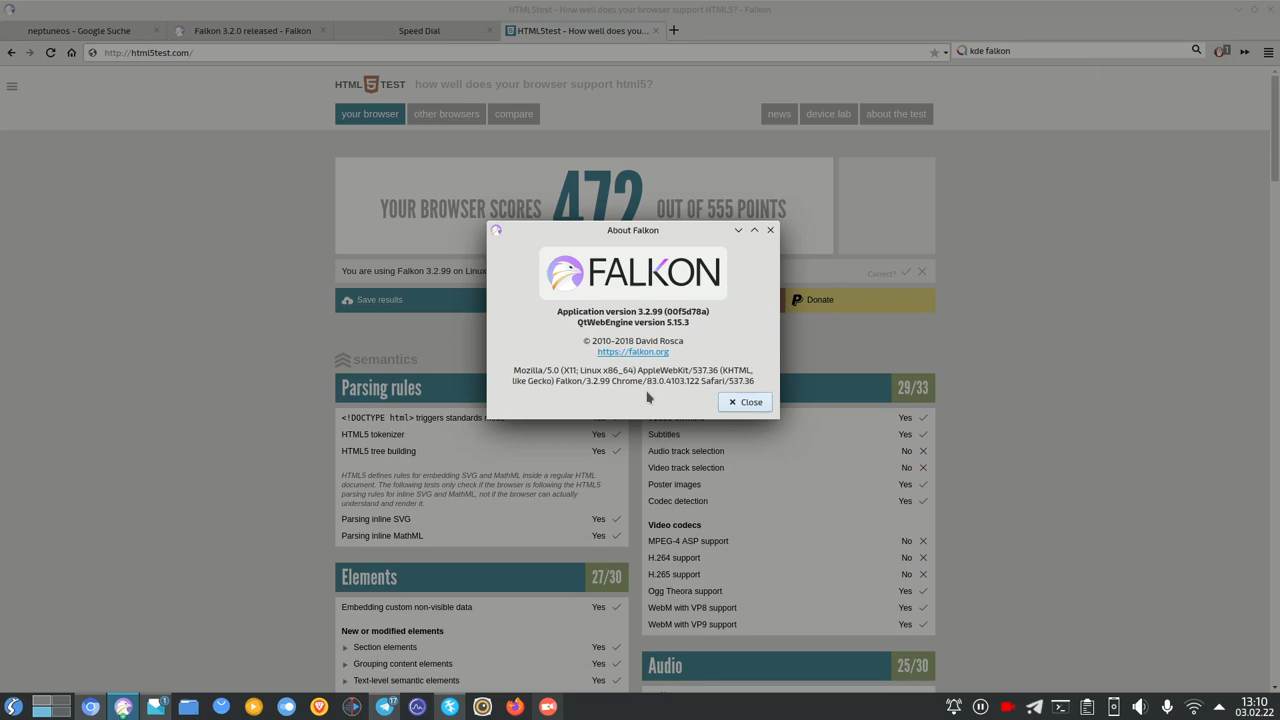 HTML5test - How well does your browser support HTML5? - Falkon
neptuneos - Google Suche
Falkon 3.2.0 released - Falkon
Speed Dial
HTML5test - How well does you...
http://html5test.com/
kde falkon
1
HTML 5 TEST
how well does your browser support html5?
your browser
other browsers
compare
news
device lab
about the test
YOUR BROWSER SCORES 472 OUT OF 555 POINTS
You are using Falkon 3.2.99 on Linux
Correct?
Save results
Donate
About Falkon
FALKON
Application version 3.2.99 (00f5d78a)
QtWebEngine version 5.15.3
© 2010-2018 David Rosca
https://falkon.org
Mozilla/5.0 (X11; Linux x86_64) AppleWebKit/537.36 (KHTML,
like Gecko) Falkon/3.2.99 Chrome/83.0.4103.122 Safari/537.36
Close
semantics
Parsing rules
<!DOCTYPE html> triggers standards Yes
HTML5 tokenizer Yes
HTML5 tree building Yes
HTML5 defines rules for embedding SVG and MathML inside a regular HTML
document. The following tests only check if the browser is following the HTML5
parsing rules for inline SVG and MathML, not if the browser can actually
understand and render it.
Parsing inline SVG Yes
Parsing inline MathML Yes
Elements 27/30
Embedding custom non-visible data Yes
New or modified elements
Section elements Yes
Grouping content elements Yes
Text-level semantic elements Yes
29/33
Yes
Subtitles Yes
Audio track selection No
Video track selection No
Poster images Yes
Codec detection Yes
Video codecs
MPEG-4 ASP support No
H.264 support No
H.265 support No
Ogg Theora support Yes
WebM with VP8 support Yes
WebM with VP9 support Yes
Audio 25/30
1
17
13:10
03.02.22